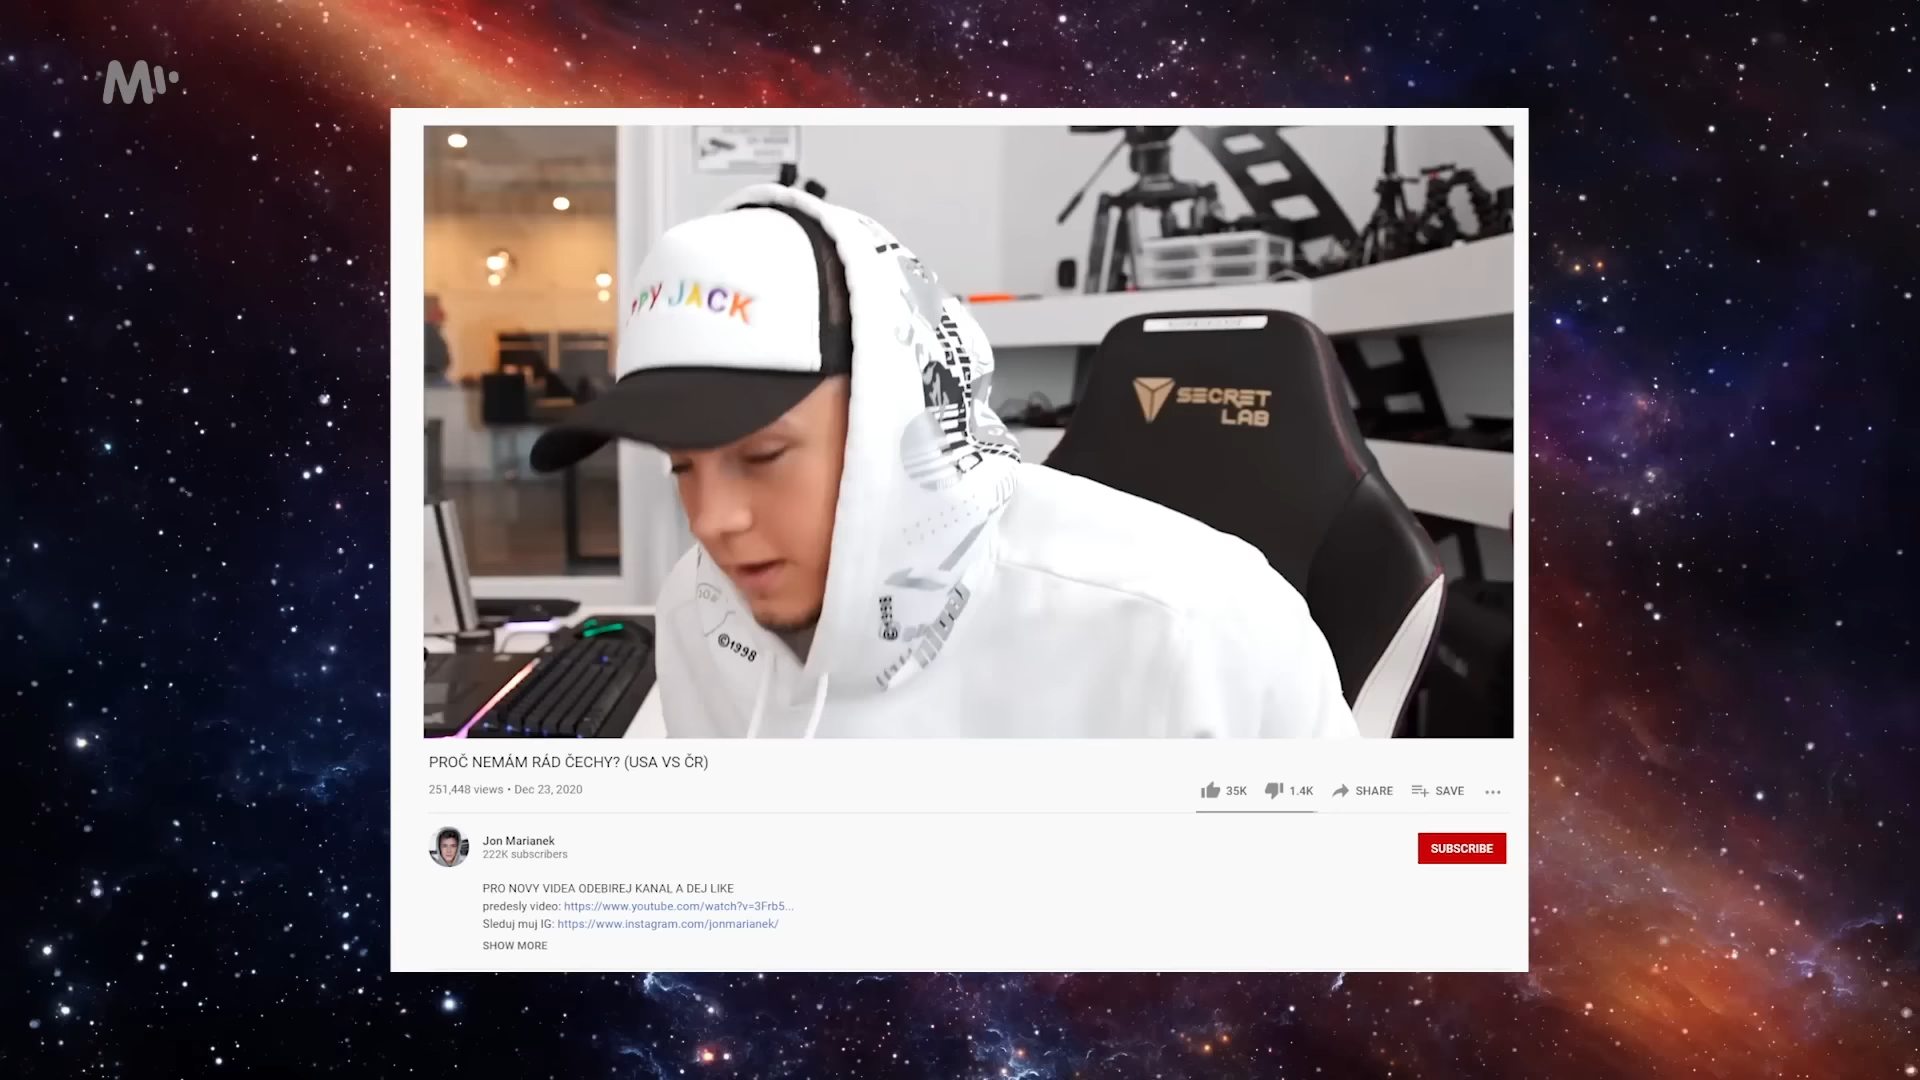 PPY JACK
SECRET
LAB
©1998
©1998
PROČ NEMÁM RÁD ČECHY? (USA VS ČR)
251,448 views • Dec 23, 2020
35K 1.4K SHARE SAVE
Jon Marianek
222K subscribers
SUBSCRIBE
PRO NOVY VIDEA ODEBIREJ KANAL A DEJ LIKE
predesly video: https://www.youtube.com/watch?v=3Frb5...
Sleduj muj IG: https://www.instagram.com/jonmarianek/
SHOW MORE